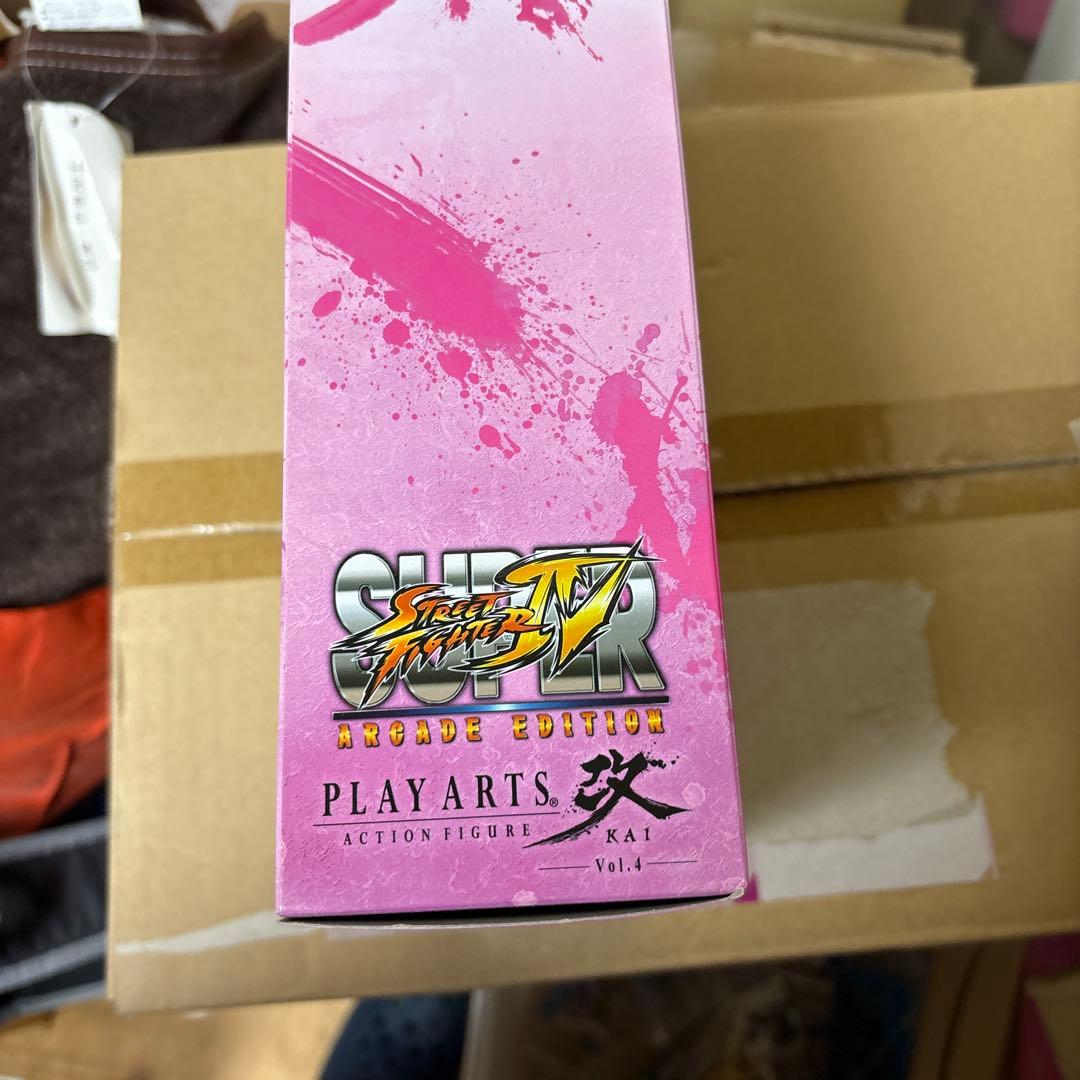 SUPER
STREET
FIGHTER IV
ARCADE EDITION
PLAY ARTS® 改
ACTION FIGURE KAI
Vol.4